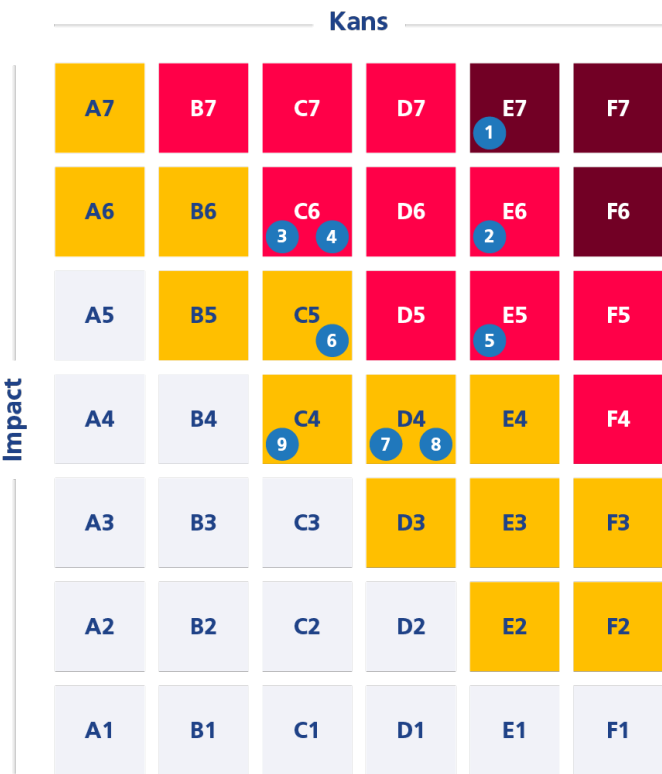 Kans
Impact
A7 B7 C7 D7 E7 F7
1
A6 B6 C6 D6 E6 F6
3 4 2
A5 B5 C5 D5 E5 F5
6 5
A4 B4 C4 D4 E4 F4
9 7 8
A3 B3 C3 D3 E3 F3
A2 B2 C2 D2 E2 F2
A1 B1 C1 D1 E1 F1